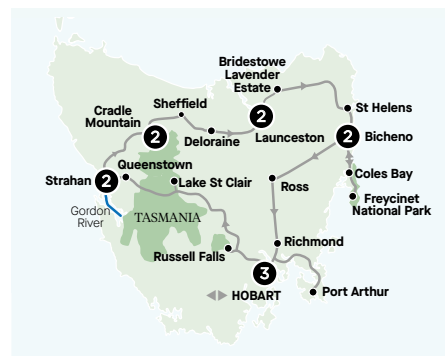 Bridestowe
Lavender
Estate
Sheffield
St Helens
Cradle
Mountain
2
2
Deloraine
Launceston
2
Bicheno
Queenstown
Strahan
2
Lake St Clair
Ross
Coles Bay
Freycinet
National Park
Gordon
River
TASMANIA
Richmond
Russell Falls
3
HOBART
Port Arthur